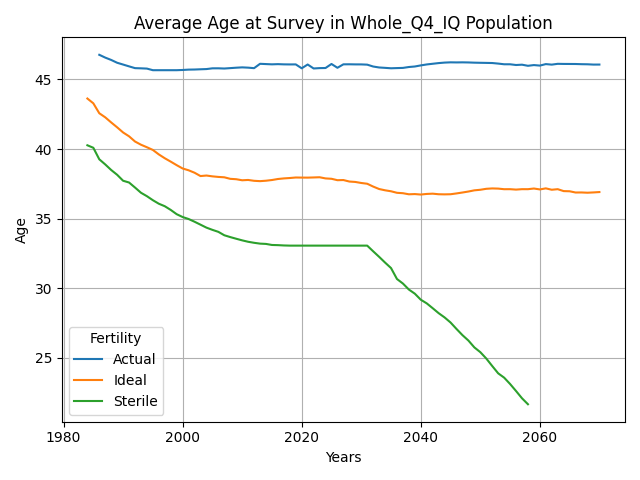 Average Age at Survey in Whole_Q4_IQ Population
Age
45
40
35
30
25
Fertility
Actual
Ideal
Sterile
1980
2000
2020
2040
2060
Years